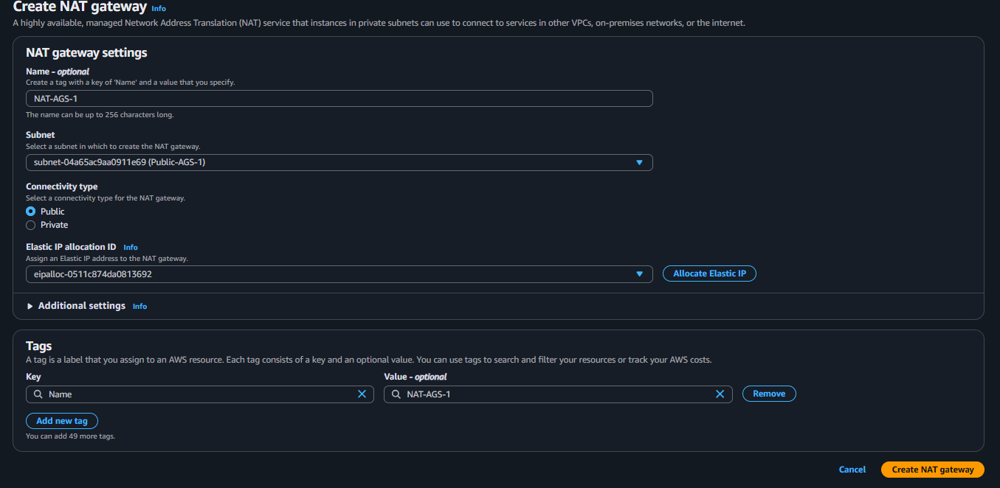 Create NAT gateway Info
A highly available, managed Network Address Translation (NAT) service that instances in private subnets can use to connect to services in other VPCs, on-premises networks, or the internet.
NAT gateway settings
Name - optional
Create a tag with a key of 'Name' and a value that you specify.
NAT-AGS-1
The name can be up to 256 characters long.
Subnet
Select a subnet in which to create the NAT gateway.
subnet-04a65ac9aa0911e69 (Public-AGS-1)
Connectivity type
Select a connectivity type for the NAT gateway.
Public
Private
Elastic IP allocation ID Info
Assign an Elastic IP address to the NAT gateway.
eipalloc-0511c874da0813692 Allocate Elastic IP
Additional settings Info
Tags
A tag is a label that you assign to an AWS resource. Each tag consists of a key and an optional value. You can use tags to search and filter your resources or track your AWS costs.
Key Value - optional
Name NAT-AGS-1 Remove
Add new tag
You can add 49 more tags.
Cancel Create NAT gateway